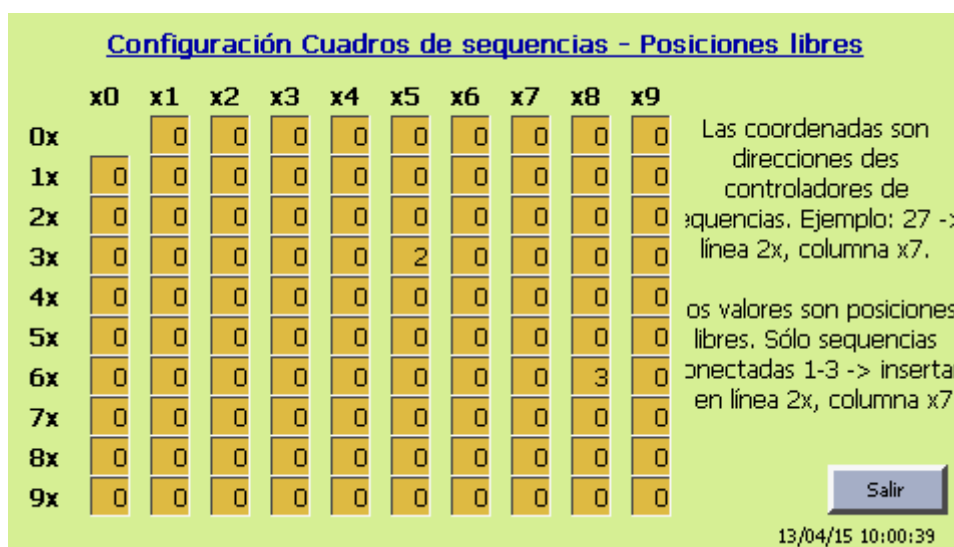 Configuración Cuadros de sequencias - Posiciones libres
x0 x1 x2 x3 x4 x5 x6 x7 x8 x9
0x 0 0 0 0 0 0 0 0 0
1x 0 0 0 0 0 0 0 0 0 0
2x 0 0 0 0 0 0 0 0 0 0
3x 0 0 0 0 0 2 0 0 0 0
4x 0 0 0 0 0 0 0 0 0 0
5x 0 0 0 0 0 0 0 0 0 0
6x 0 0 0 0 0 0 0 0 3 0
7x 0 0 0 0 0 0 0 0 0 0
8x 0 0 0 0 0 0 0 0 0 0
9x 0 0 0 0 0 0 0 0 0 0
Las coordenadas son
direcciones des
controladores de
equencias. Ejemplo: 27 ->
línea 2x, columna x7.
os valores son posiciones
libres. Sólo sequencias
onectadas 1-3 -> inserta
en línea 2x, columna x7
Salir
13/04/15 10:00:39